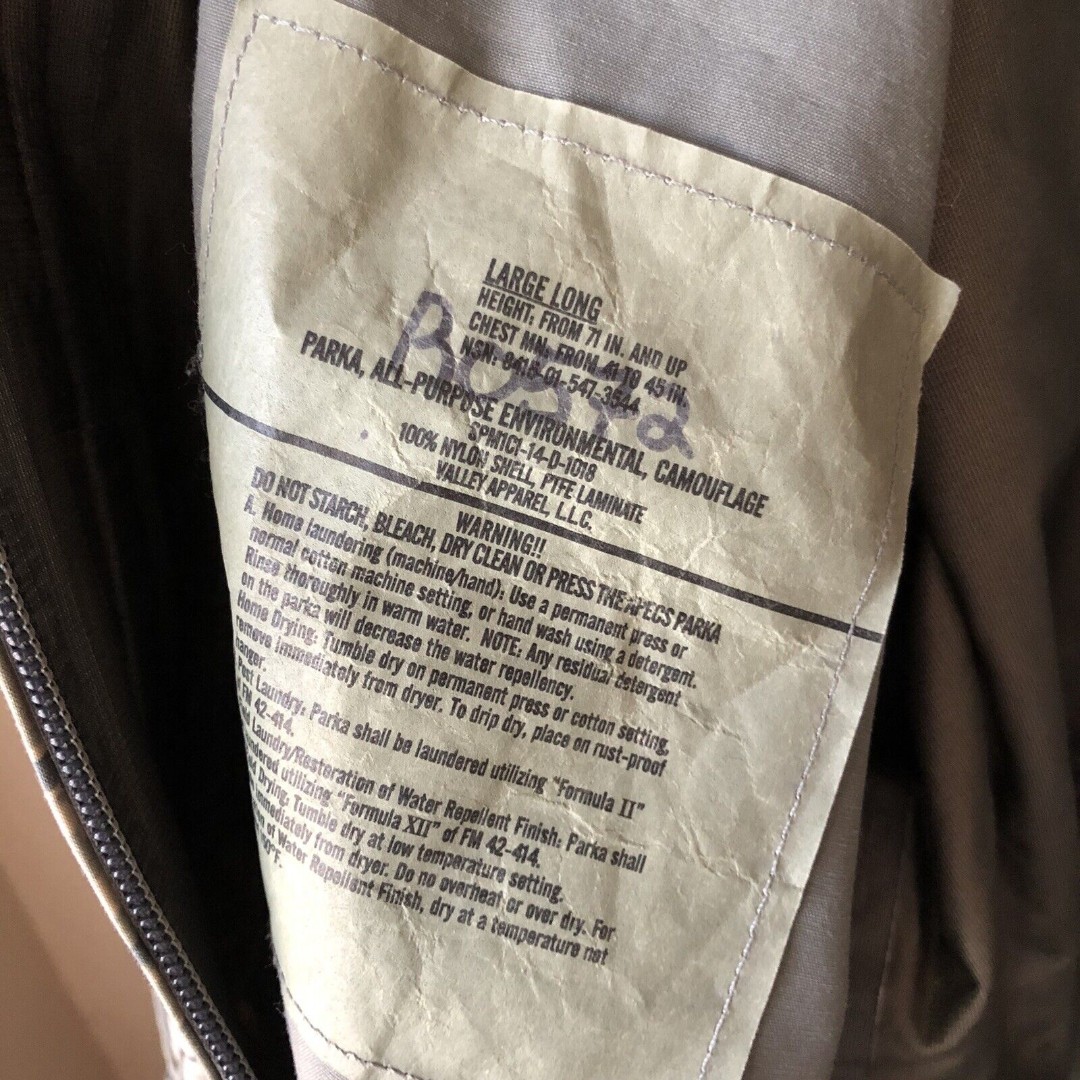 LARGE LONG
HEIGHT: FROM 71 IN. AND UP
CHEST MN: FROM 41 TO 45 IN.
NSN: 8415-01-547-3544
PARKA, ALL-PURPOSE ENVIRONMENTAL, CAMOUFLAGE
SPM1C1-14-D-1018
100% NYLON SHELL, PTFE LAMINATE
VALLEY APPAREL, L.L.C.
WARNING!!
DO NOT STARCH, BLEACH, DRY CLEAN OR PRESS THE APECS PARKA
A. Home laundering (machine/hand): Use a permanent press or
normal cotton machine setting, or hand wash using a detergent.
Rinse thoroughly in warm water. NOTE: Any residual detergent
on the parka will decrease the water repellency.
Home Drying: Tumble dry on permanent press or cotton setting,
remove immediately from dryer. To drip dry, place on rust-proof
hanger.
Laundry: Parka shall be laundered utilizing "Formula II"
FM 42-414.
Laundry/Restoration of Water Repellent Finish: Parka shall
utilizing "Formula XII" of FM 42-414.
Drying: Tumble dry at low temperature setting.
immediately from dryer. Do not overheat or over dry. For
of Water Repellent Finish, dry at a temperature not